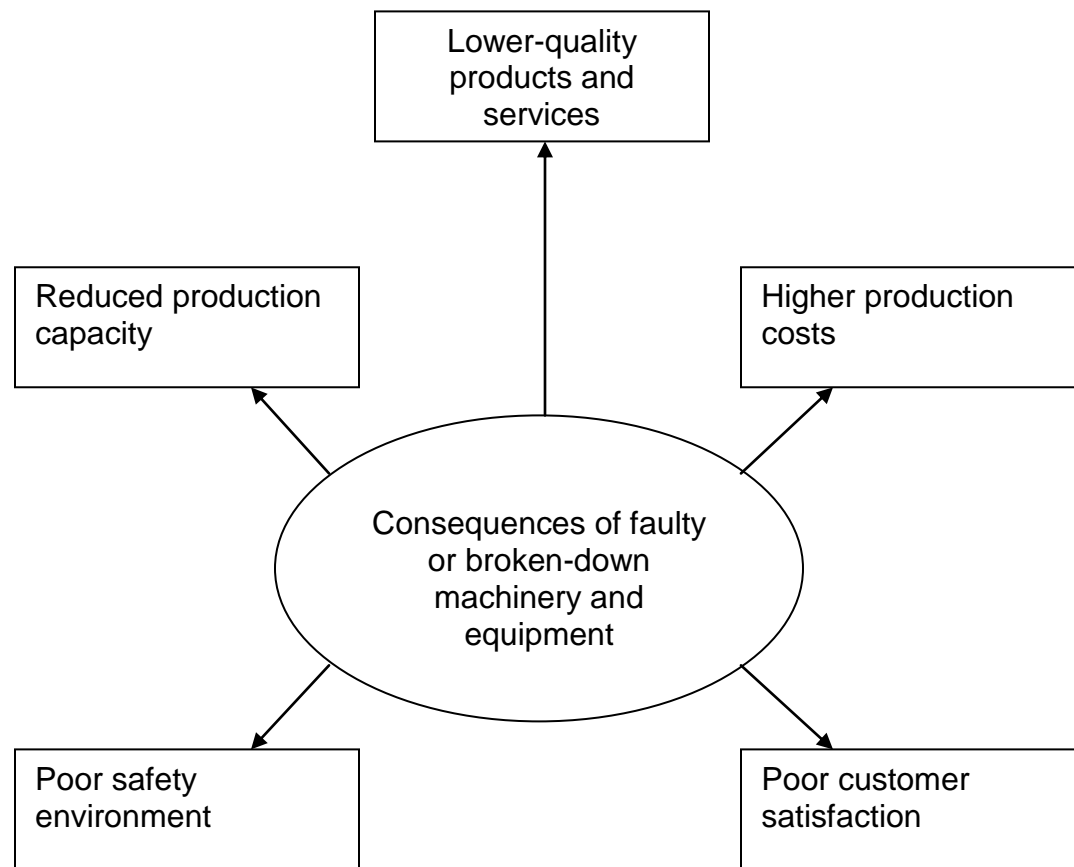 Lower-quality
products and
services
Reduced production
capacity
Higher production
costs
Consequences of faulty
or broken-down
machinery and
equipment
Poor safety
environment
Poor customer
satisfaction